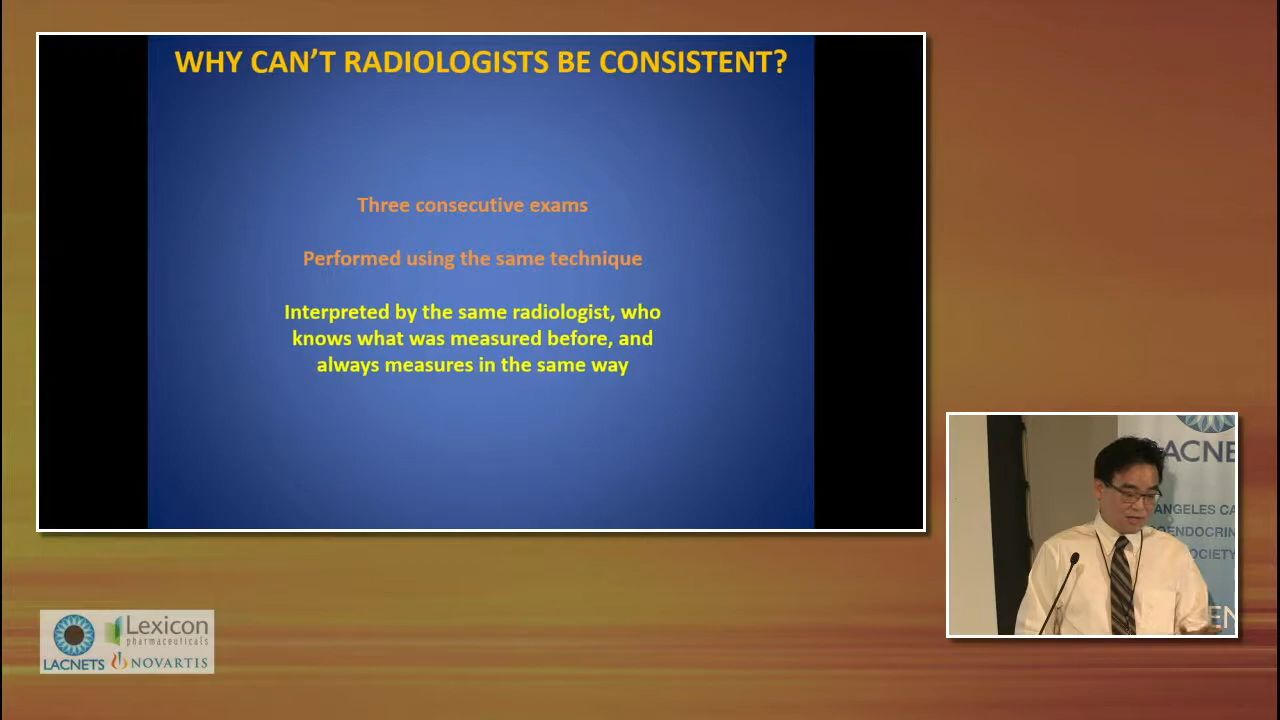 WHY CAN'T RADIOLOGISTS BE CONSISTENT?
Three consecutive exams
Performed using the same technique
Interpreted by the same radiologist, who
knows what was measured before, and
always measures in the same way
LACNE
ANGELES CA
OENDOCRIN
OCIETY
EN
Lexicon
pharmaceuticals
LACNETS
NOVARTIS